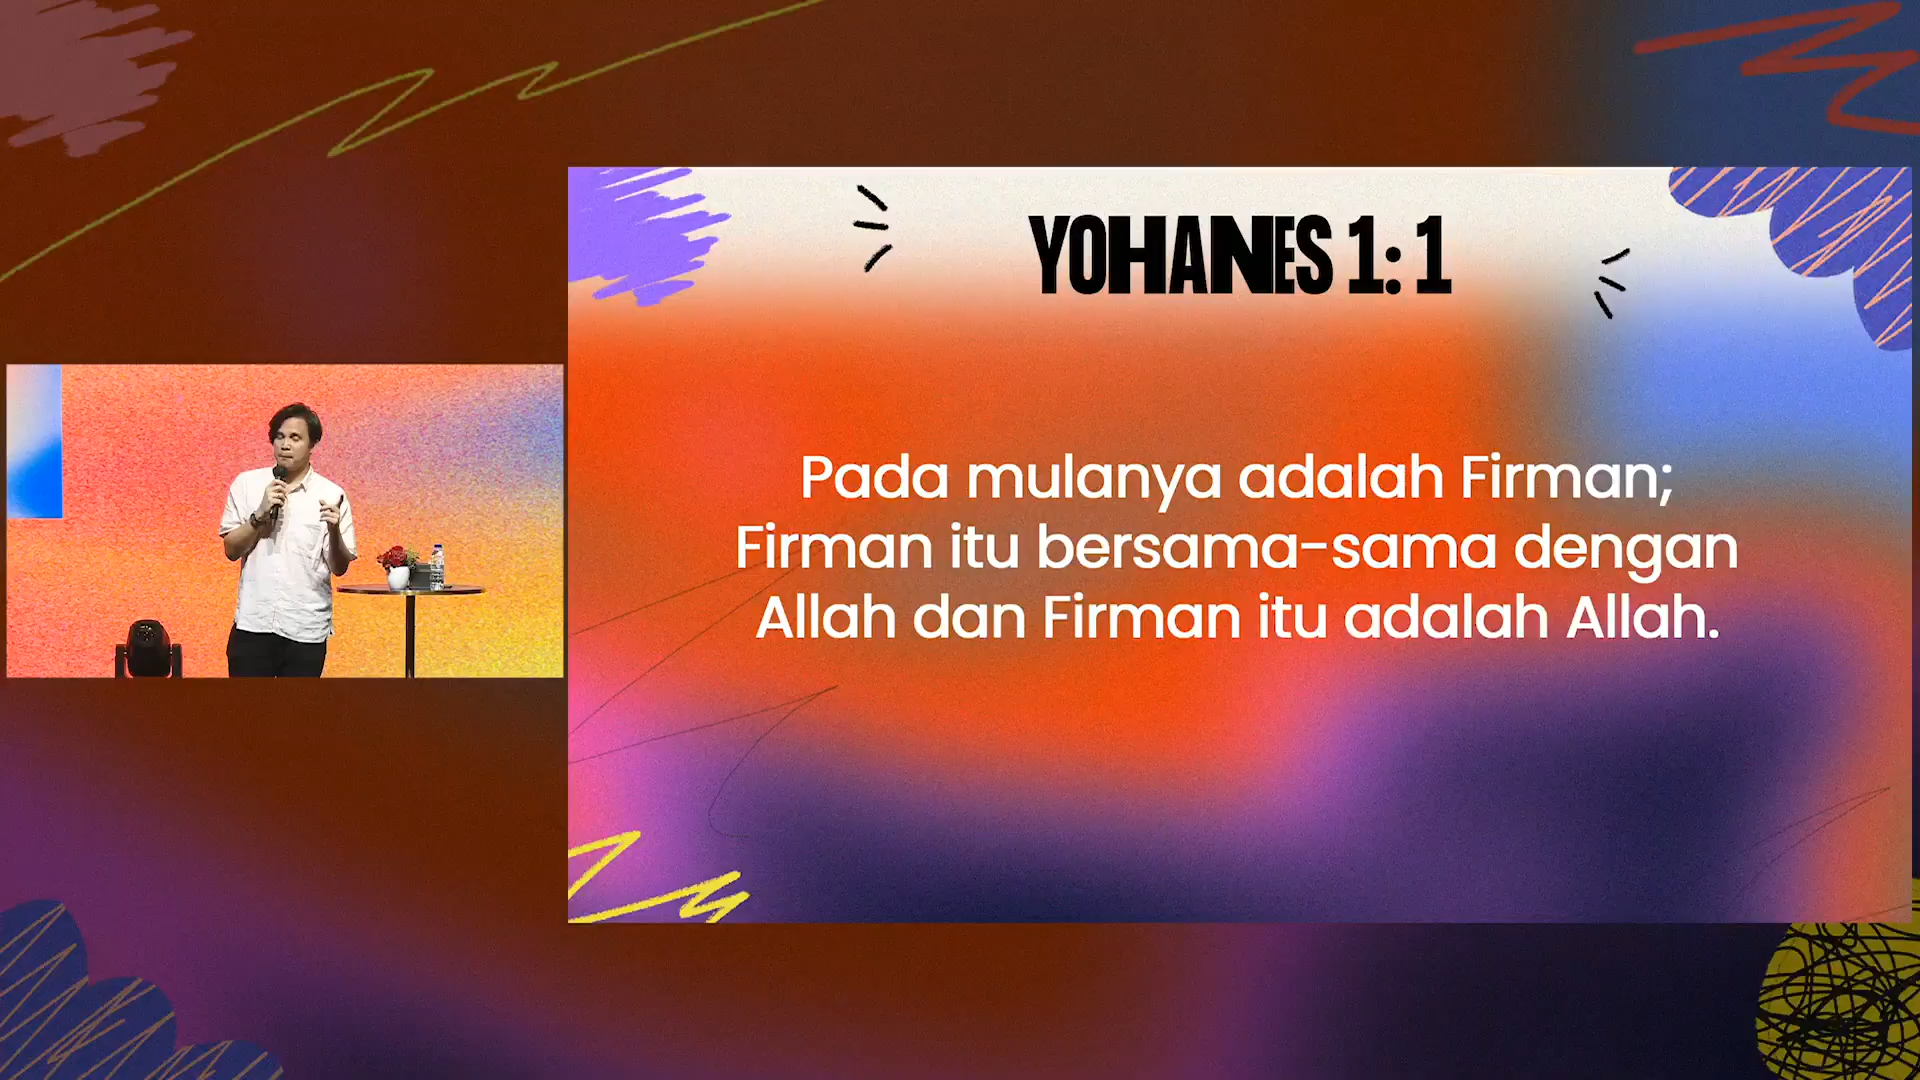 YOHANES 1: 1
Pada mulanya adalah Firman;
Firman itu bersama-sama dengan
Allah dan Firman itu adalah Allah.